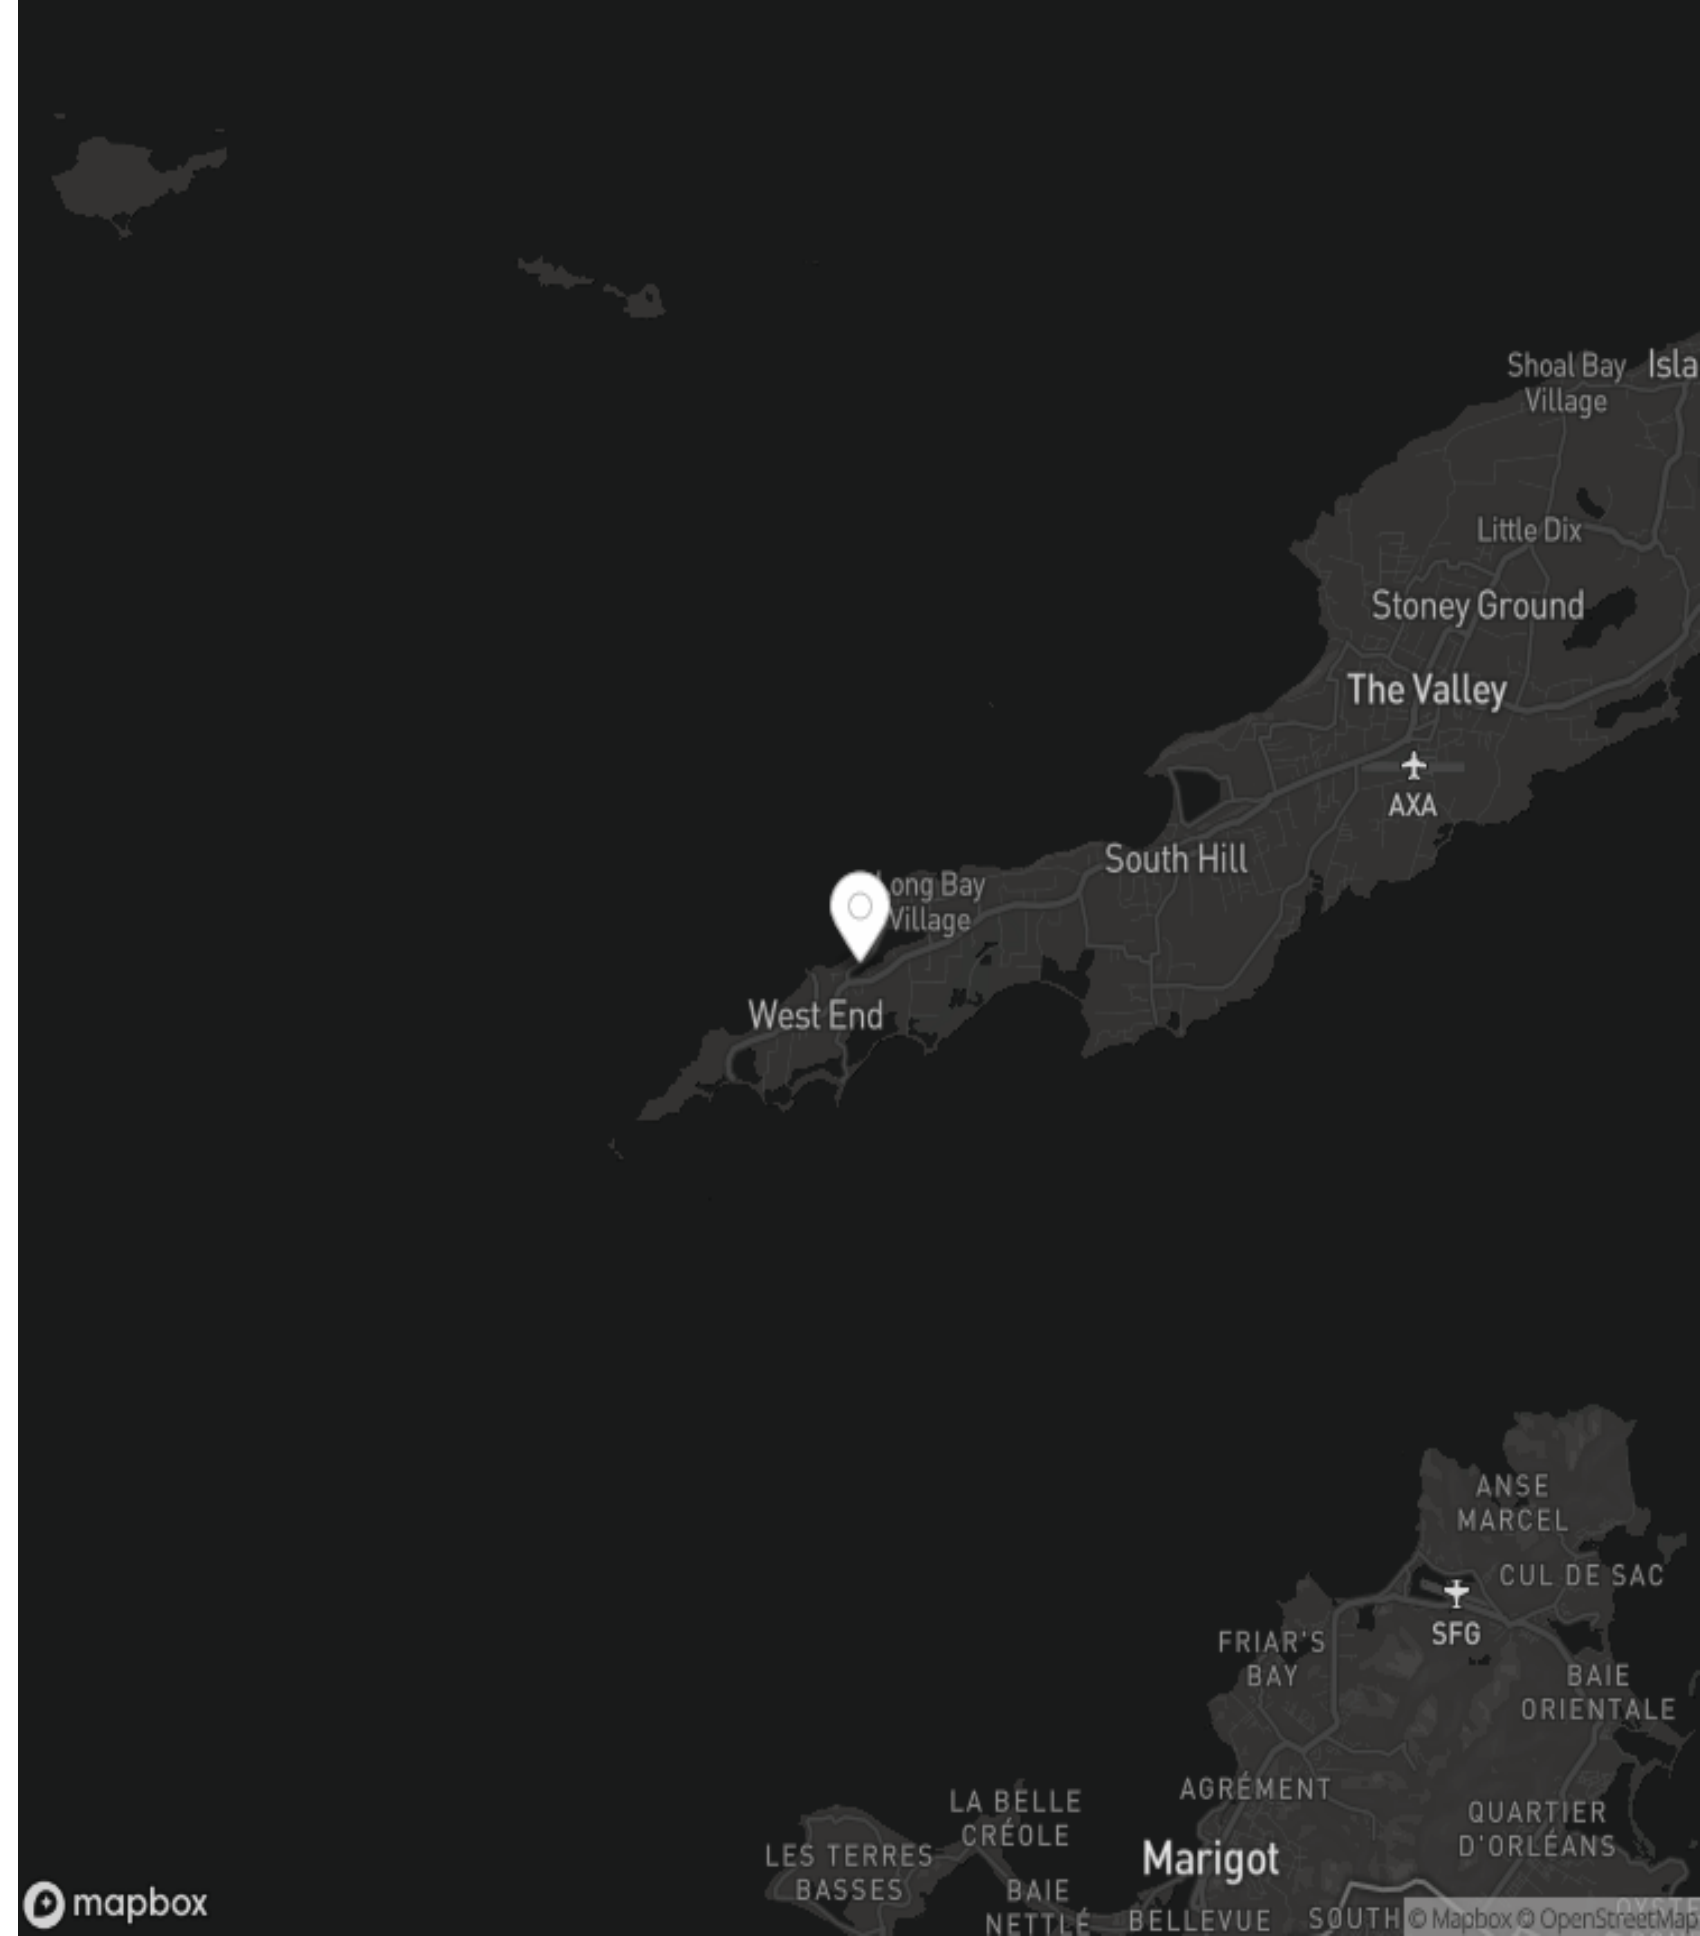 Shoal Bay
Village
Isla
Little Dix
Stoney Ground
The Valley
AXA
South Hill
ong Bay
Village
West End
ANSE
MARCEL
CUL DE SAC
SFG
FRIAR'S
BAY
BAIE
ORIENTALE
AGRÉMENT
LA BELLE
CRÉOLE
QUARTIER
D'ORLÉANS
LES TERRES
BASSES
Marigot
BAIE
NETTLÉ
BELLEVUE
SOUTH
mapbox
© Mapbox © OpenStreetMap